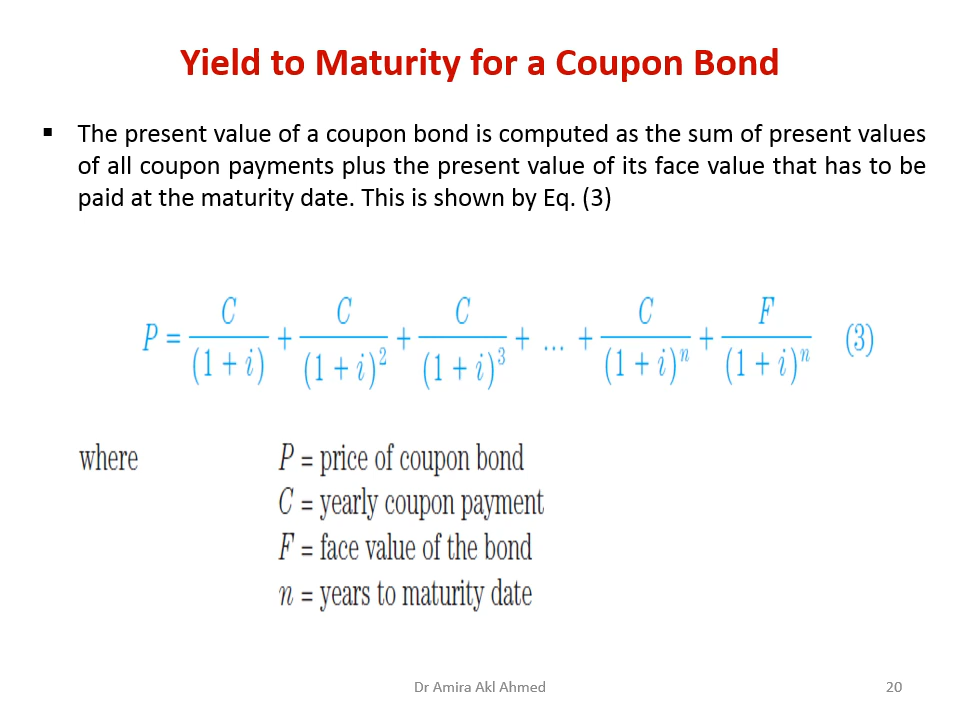 Yield to Maturity for a Coupon Bond
▪ The present value of a coupon bond is computed as the sum of present values
of all coupon payments plus the present value of its face value that has to be
paid at the maturity date. This is shown by Eq. (3)
P = C/(1 + i) + C/(1 + i)² + C/(1 + i)³ + ... + C/(1 + i)ⁿ + F/(1 + i)ⁿ (3)
where P = price of coupon bond
C = yearly coupon payment
F = face value of the bond
n = years to maturity date
Dr Amira Akl Ahmed 20